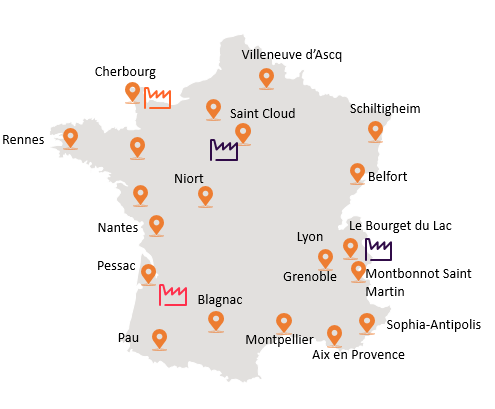 Villeneuve d’Ascq
Cherbourg
Saint Cloud
Schiltigheim
Rennes
Belfort
Niort
Nantes
Le Bourget du Lac
Lyon
Pessac
Grenoble
Montbonnot Saint
Martin
Blagnac
Sophia-Antipolis
Pau
Montpellier
Aix en Provence